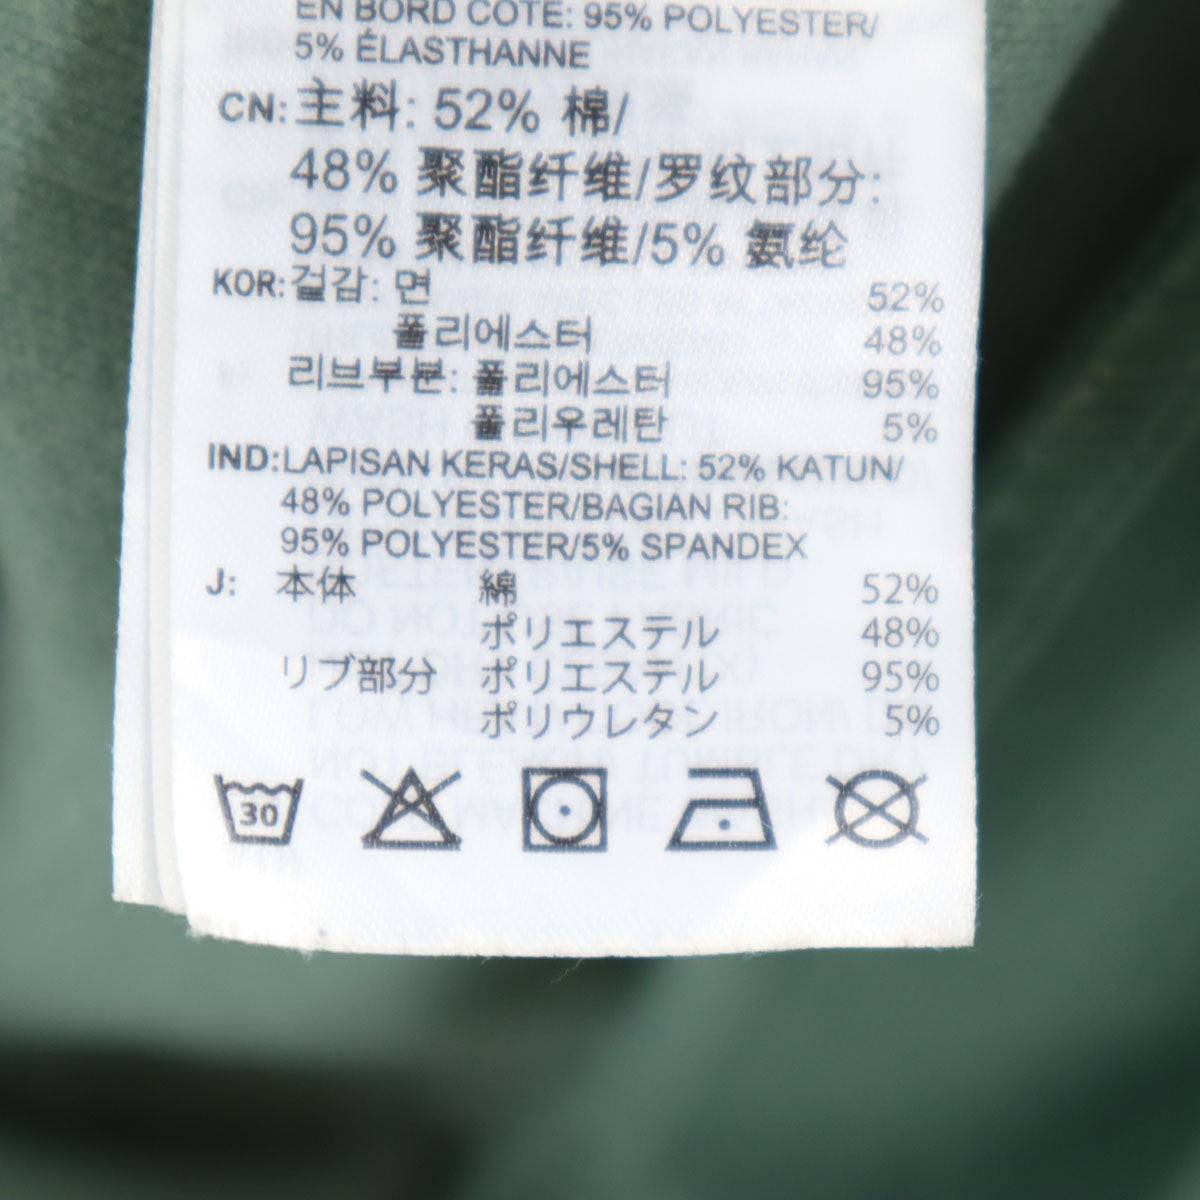 EN BORD CÔTE: 95% POLYESTER/
5% ÉLASTHANNE
CN: 主料: 52% 棉/
48% 聚酯纤维/罗纹部分:
95% 聚酯纤维/5% 氨纶
KOR: 겉감: 면 52%
폴리에스터 48%
리브부분: 폴리에스터 95%
폴리우레탄 5%
IND: LAPISAN KERAS/SHELL: 52% KATUN/
48% POLYESTER/BAGIAN RIB:
95% POLYESTER/5% SPANDEX
J: 本体 綿 52%
ポリエステル 48%
リブ部分 ポリエステル 95%
ポリウレタン 5%
30